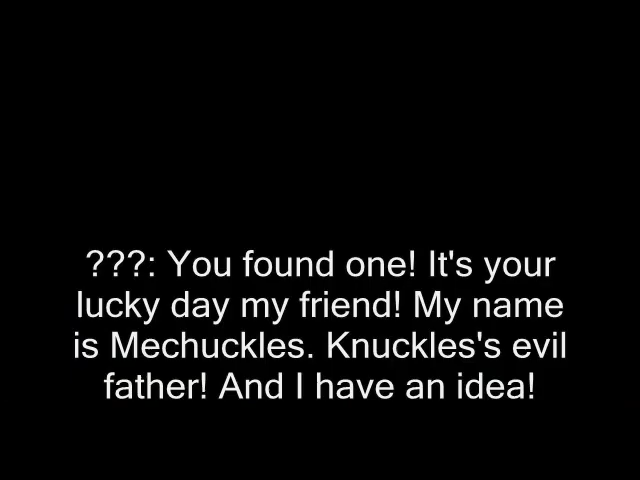 ???: You found one! It's your
lucky day my friend! My name
is Mechuckles. Knuckles's evil
father! And I have an idea!